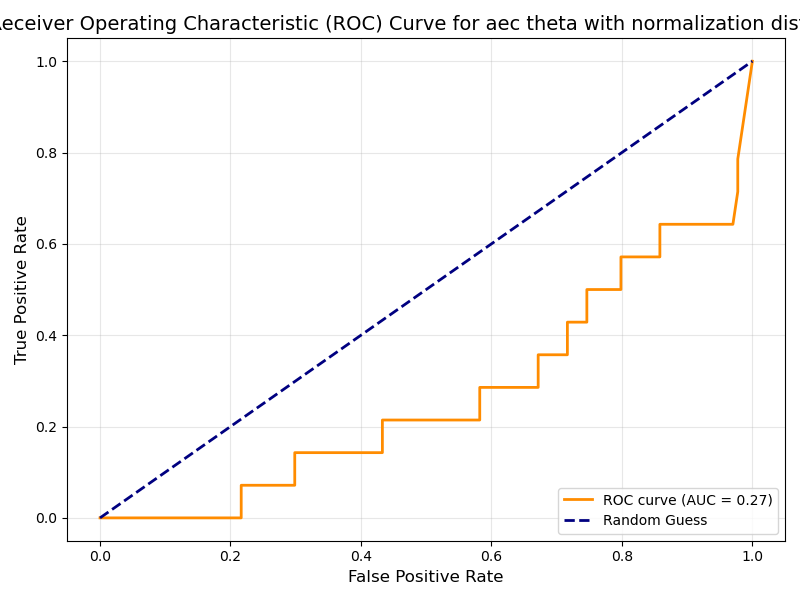 Receiver Operating Characteristic (ROC) Curve for aec theta with normalization dist
1.0
0.8
0.6
0.4
0.2
0.0
True Positive Rate
ROC curve (AUC = 0.27)
Random Guess
0.0 0.2 0.4 0.6 0.8 1.0
False Positive Rate